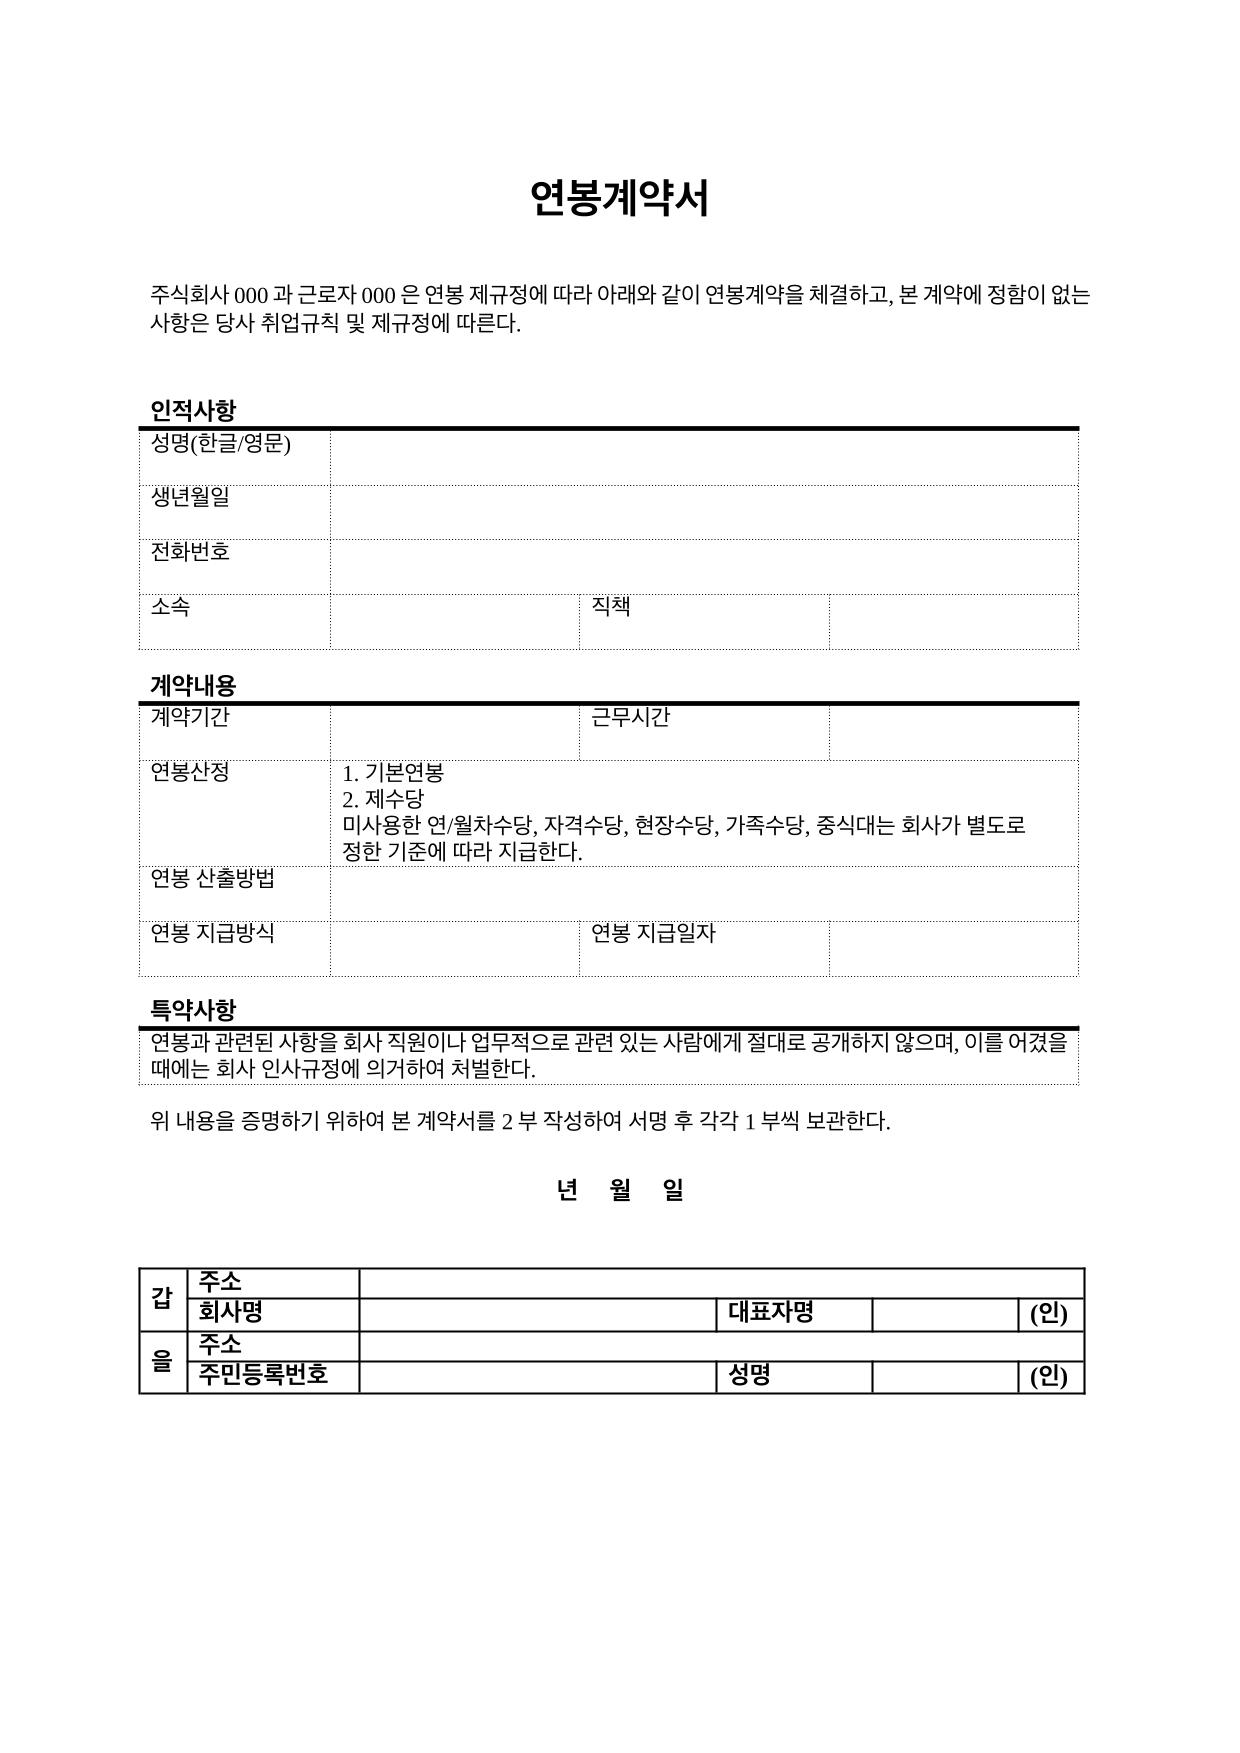 연봉계약서
주식회사 000 과 근로자 000 은 연봉 제규정에 따라 아래와 같이 연봉계약을 체결하고, 본 계약에 정함이 없는
사항은 당사 취업규칙 및 제규정에 따른다.
인적사항
성명(한글/영문)
생년월일
전화번호
소속 직책
계약내용
계약기간 근무시간
연봉산정 1. 기본연봉
2. 제수당
미사용한 연/월차수당, 자격수당, 현장수당, 가족수당, 중식대는 회사가 별도로
정한 기준에 따라 지급한다.
연봉 산출방법
연봉 지급방식 연봉 지급일자
특약사항
연봉과 관련된 사항을 회사 직원이나 업무적으로 관련 있는 사람에게 절대로 공개하지 않으며, 이를 어겼을
때에는 회사 인사규정에 의거하여 처벌한다.
위 내용을 증명하기 위하여 본 계약서를 2 부 작성하여 서명 후 각각 1 부씩 보관한다.
년 월 일
갑 주소
회사명 대표자명 (인)
을 주소
주민등록번호 성명 (인)